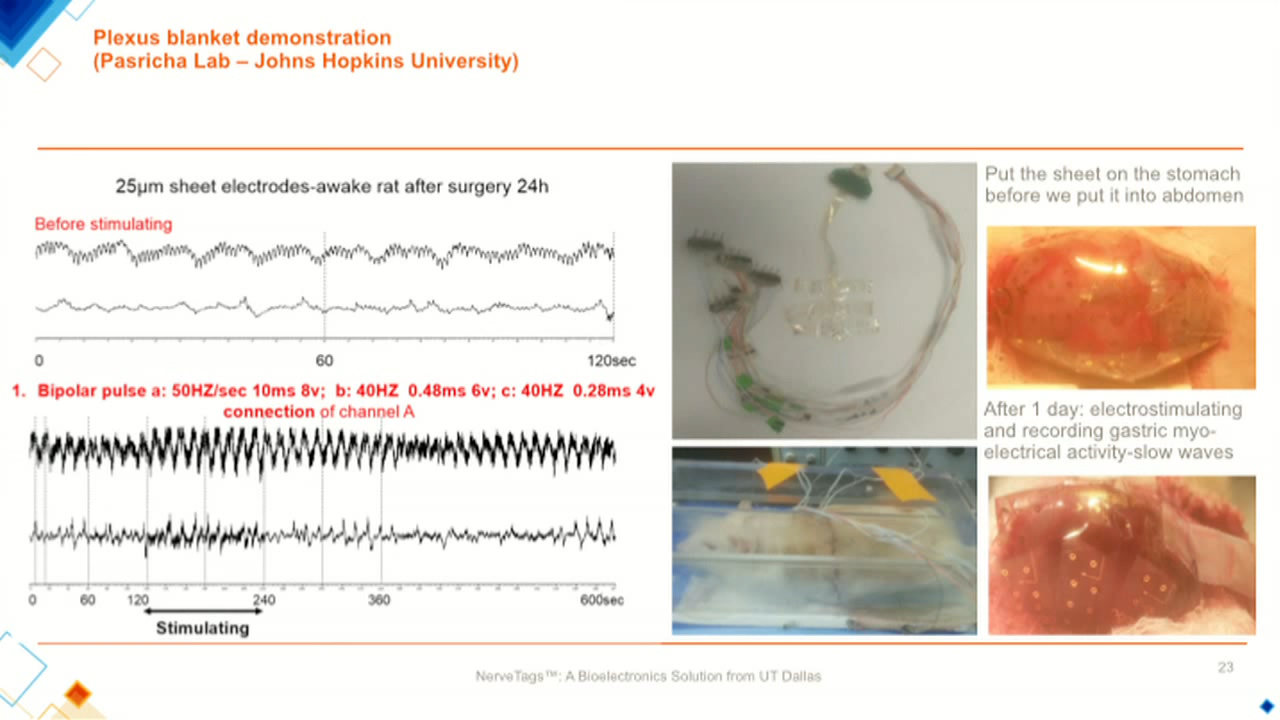 Plexus blanket demonstration
(Pasricha Lab – Johns Hopkins University)
25µm sheet electrodes-awake rat after surgery 24h
Before stimulating
0 60 120sec
1. Bipolar pulse a: 50HZ/sec 10ms 8v; b: 40HZ 0.48ms 6v; c: 40HZ 0.28ms 4v
connection of channel A
0 60 120 240 360 600sec
Stimulating
Put the sheet on the stomach
before we put it into abdomen
After 1 day: electrostimulating
and recording gastric myo-
electrical activity-slow waves
NerveTags™: A Bioelectronics Solution from UT Dallas
23